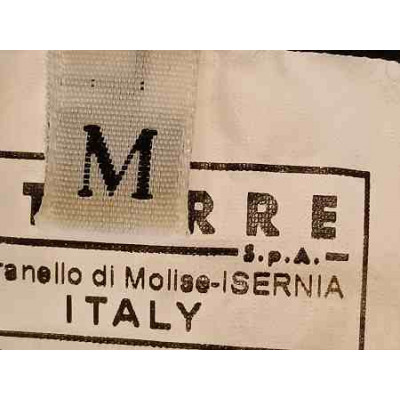 M
RRE
S.p.A.
ranello di Molise-ISERNIA
ITALY